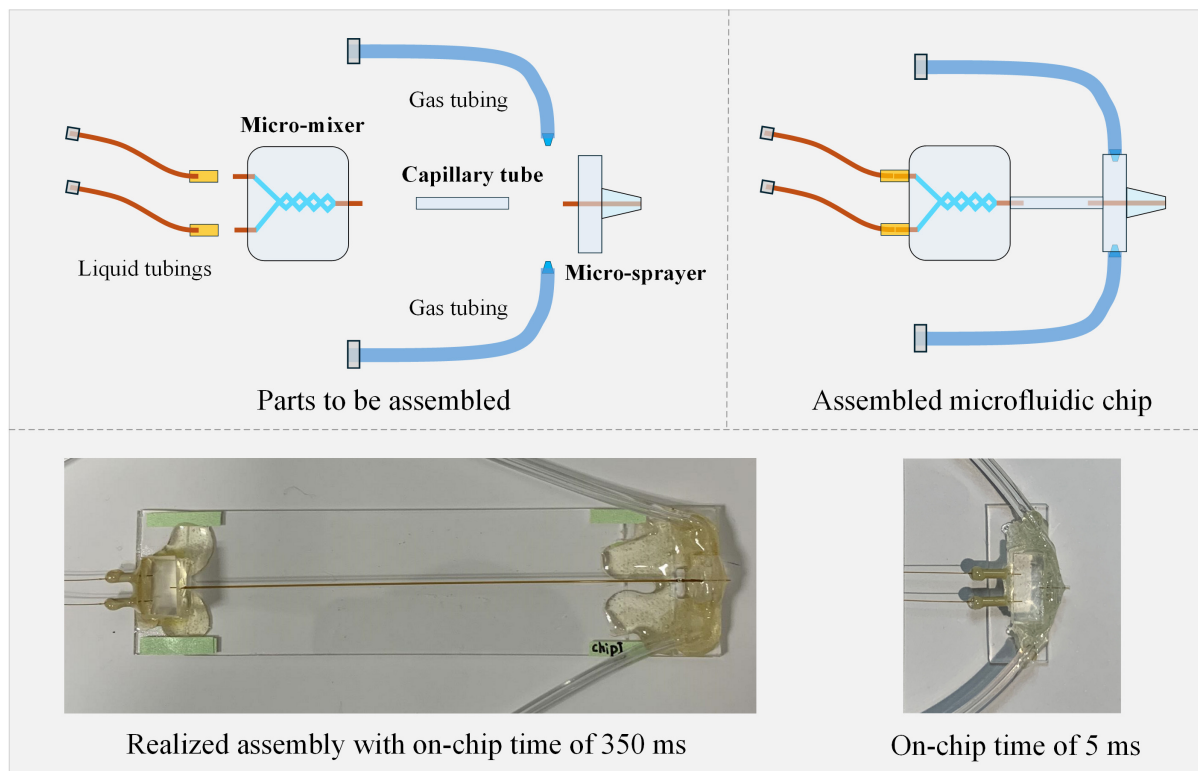 Gas tubing
Micro-mixer
Capillary tube
Liquid tubings
Micro-sprayer
Gas tubing
Parts to be assembled
Assembled microfluidic chip
chip1
Realized assembly with on-chip time of 350 ms
On-chip time of 5 ms